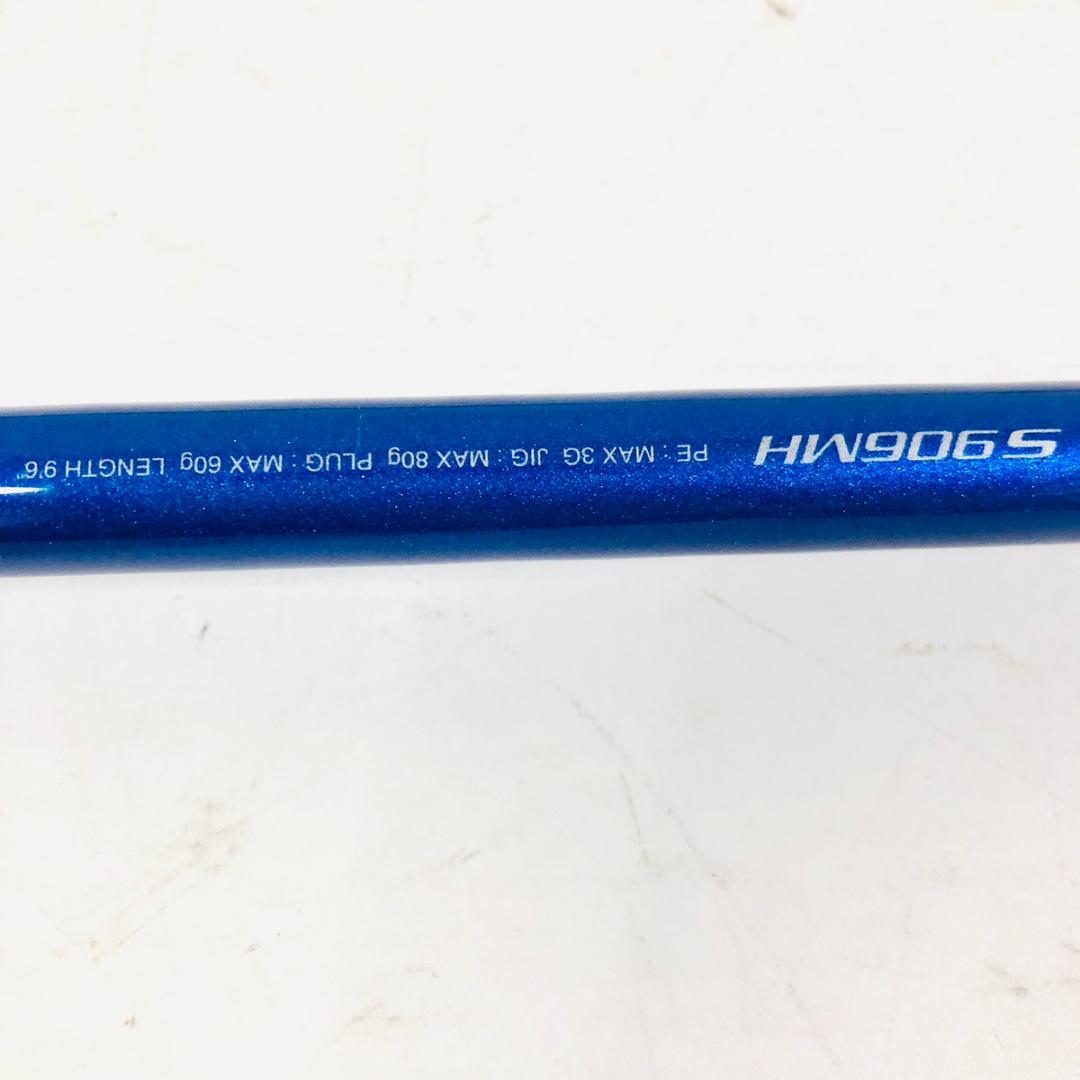 S906MH PE : MAX 3G JIG : MAX 80g PLUG : MAX 60g LENGTH 9'6"